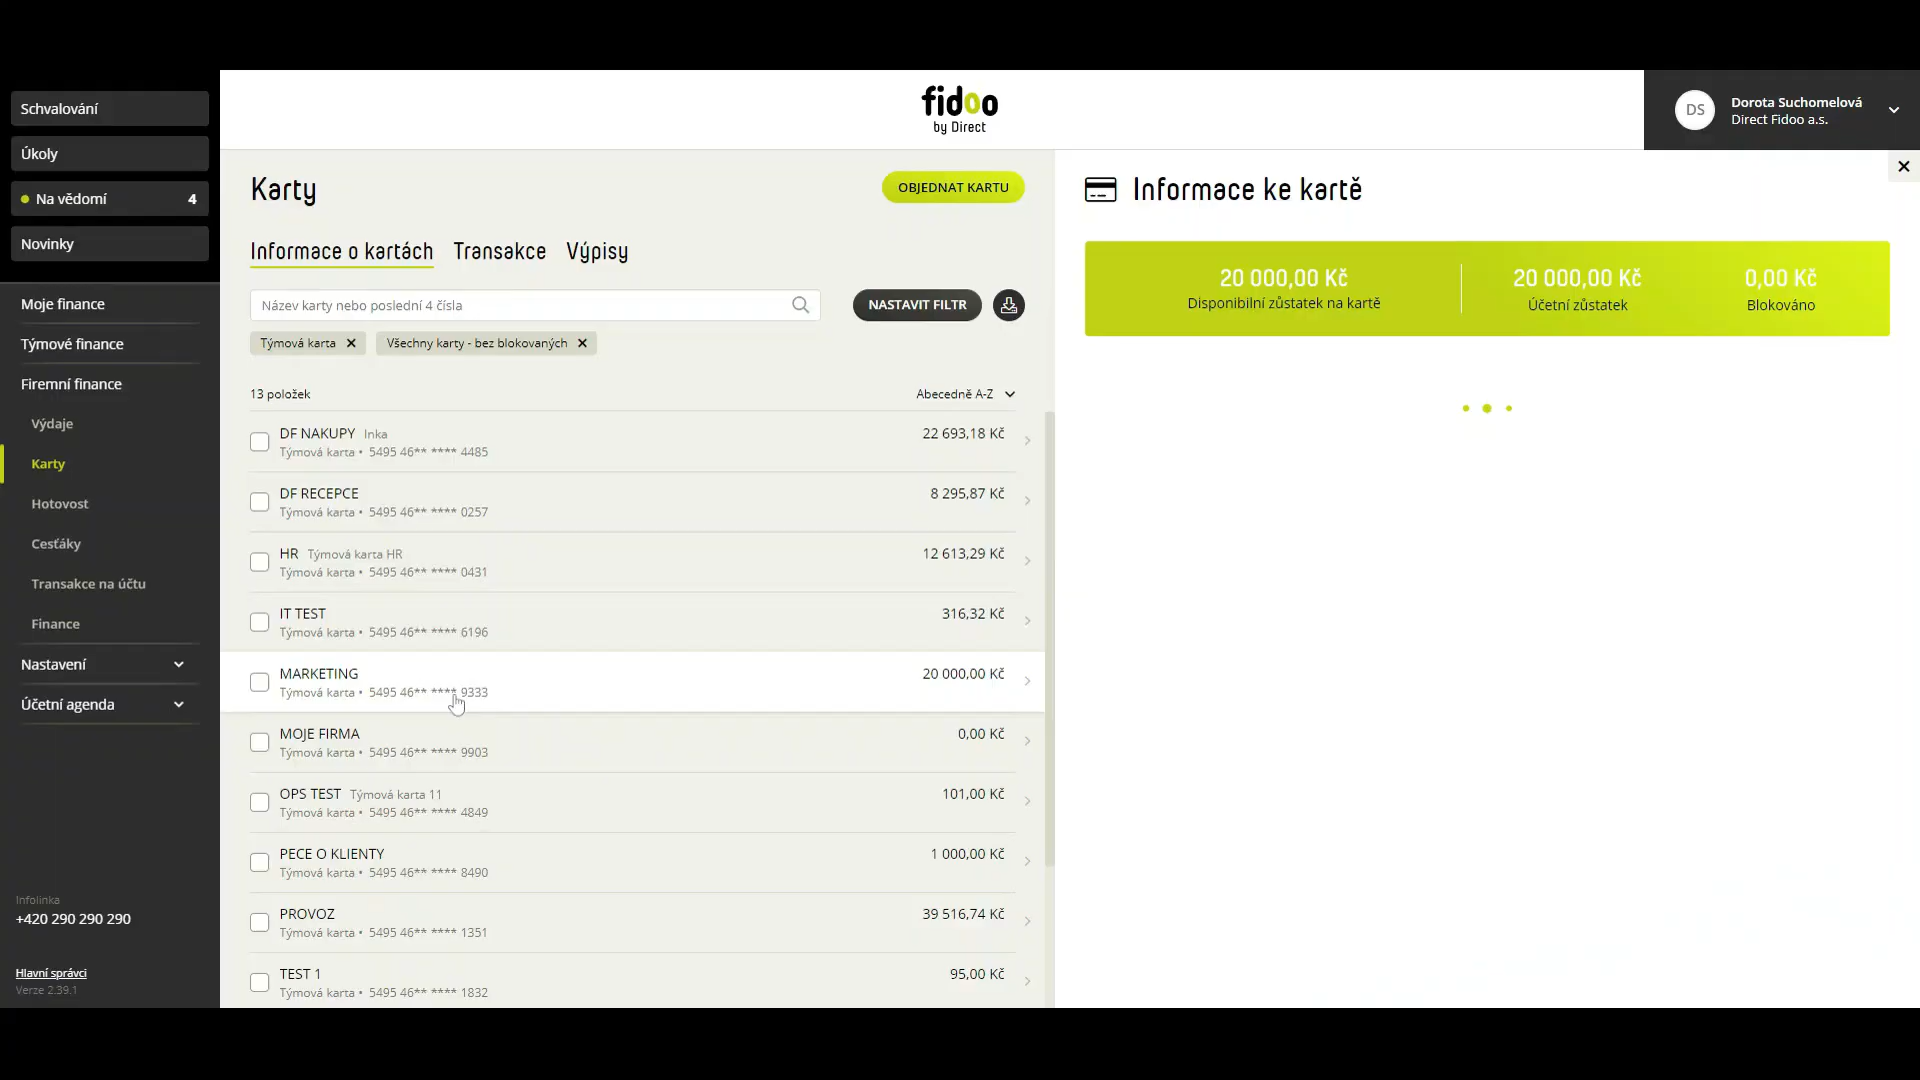 Schvalování
Úkoly
Na vědomí 4
Novinky
Moje finance
Týmové finance
Firemní finance
Výdaje
Karty
Hotovost
Cesťáky
Transakce na účtu
Finance
Nastavení
Účetní agenda
Infolinka
+420 290 290 290
Hlavní správci
Verze 2.39.1
fidoo
by Direct
DS
Dorota Suchomelová
Direct Fidoo a.s.
Karty
OBJEDNAT KARTU
Informace o kartách Transakce Výpisy
Název karty nebo poslední 4 čísla
NASTAVIT FILTR
Týmová karta Všechny karty - bez blokovaných
13 položek
Abecedně A-Z
DF NAKUPY Inka 22 693,18 Kč
Týmová karta • 5495 46** **** 4485
DF RECEPCE 8 295,87 Kč
Týmová karta • 5495 46** **** 0257
HR Týmová karta HR 12 613,29 Kč
Týmová karta • 5495 46** **** 0431
IT TEST 316,32 Kč
Týmová karta • 5495 46** **** 6196
MARKETING 20 000,00 Kč
Týmová karta • 5495 46** **** 9333
MOJE FIRMA 0,00 Kč
Týmová karta • 5495 46** **** 9903
OPS TEST Týmová karta 11 101,00 Kč
Týmová karta • 5495 46** **** 4849
PECE O KLIENTY 1 000,00 Kč
Týmová karta • 5495 46** **** 8490
PROVOZ 39 516,74 Kč
Týmová karta • 5495 46** **** 1351
TEST 1 95,00 Kč
Týmová karta • 5495 46** **** 1832
Informace ke kartě
20 000,00 Kč
Disponibilní zůstatek na kartě
20 000,00 Kč
Účetní zůstatek
0,00 Kč
Blokováno